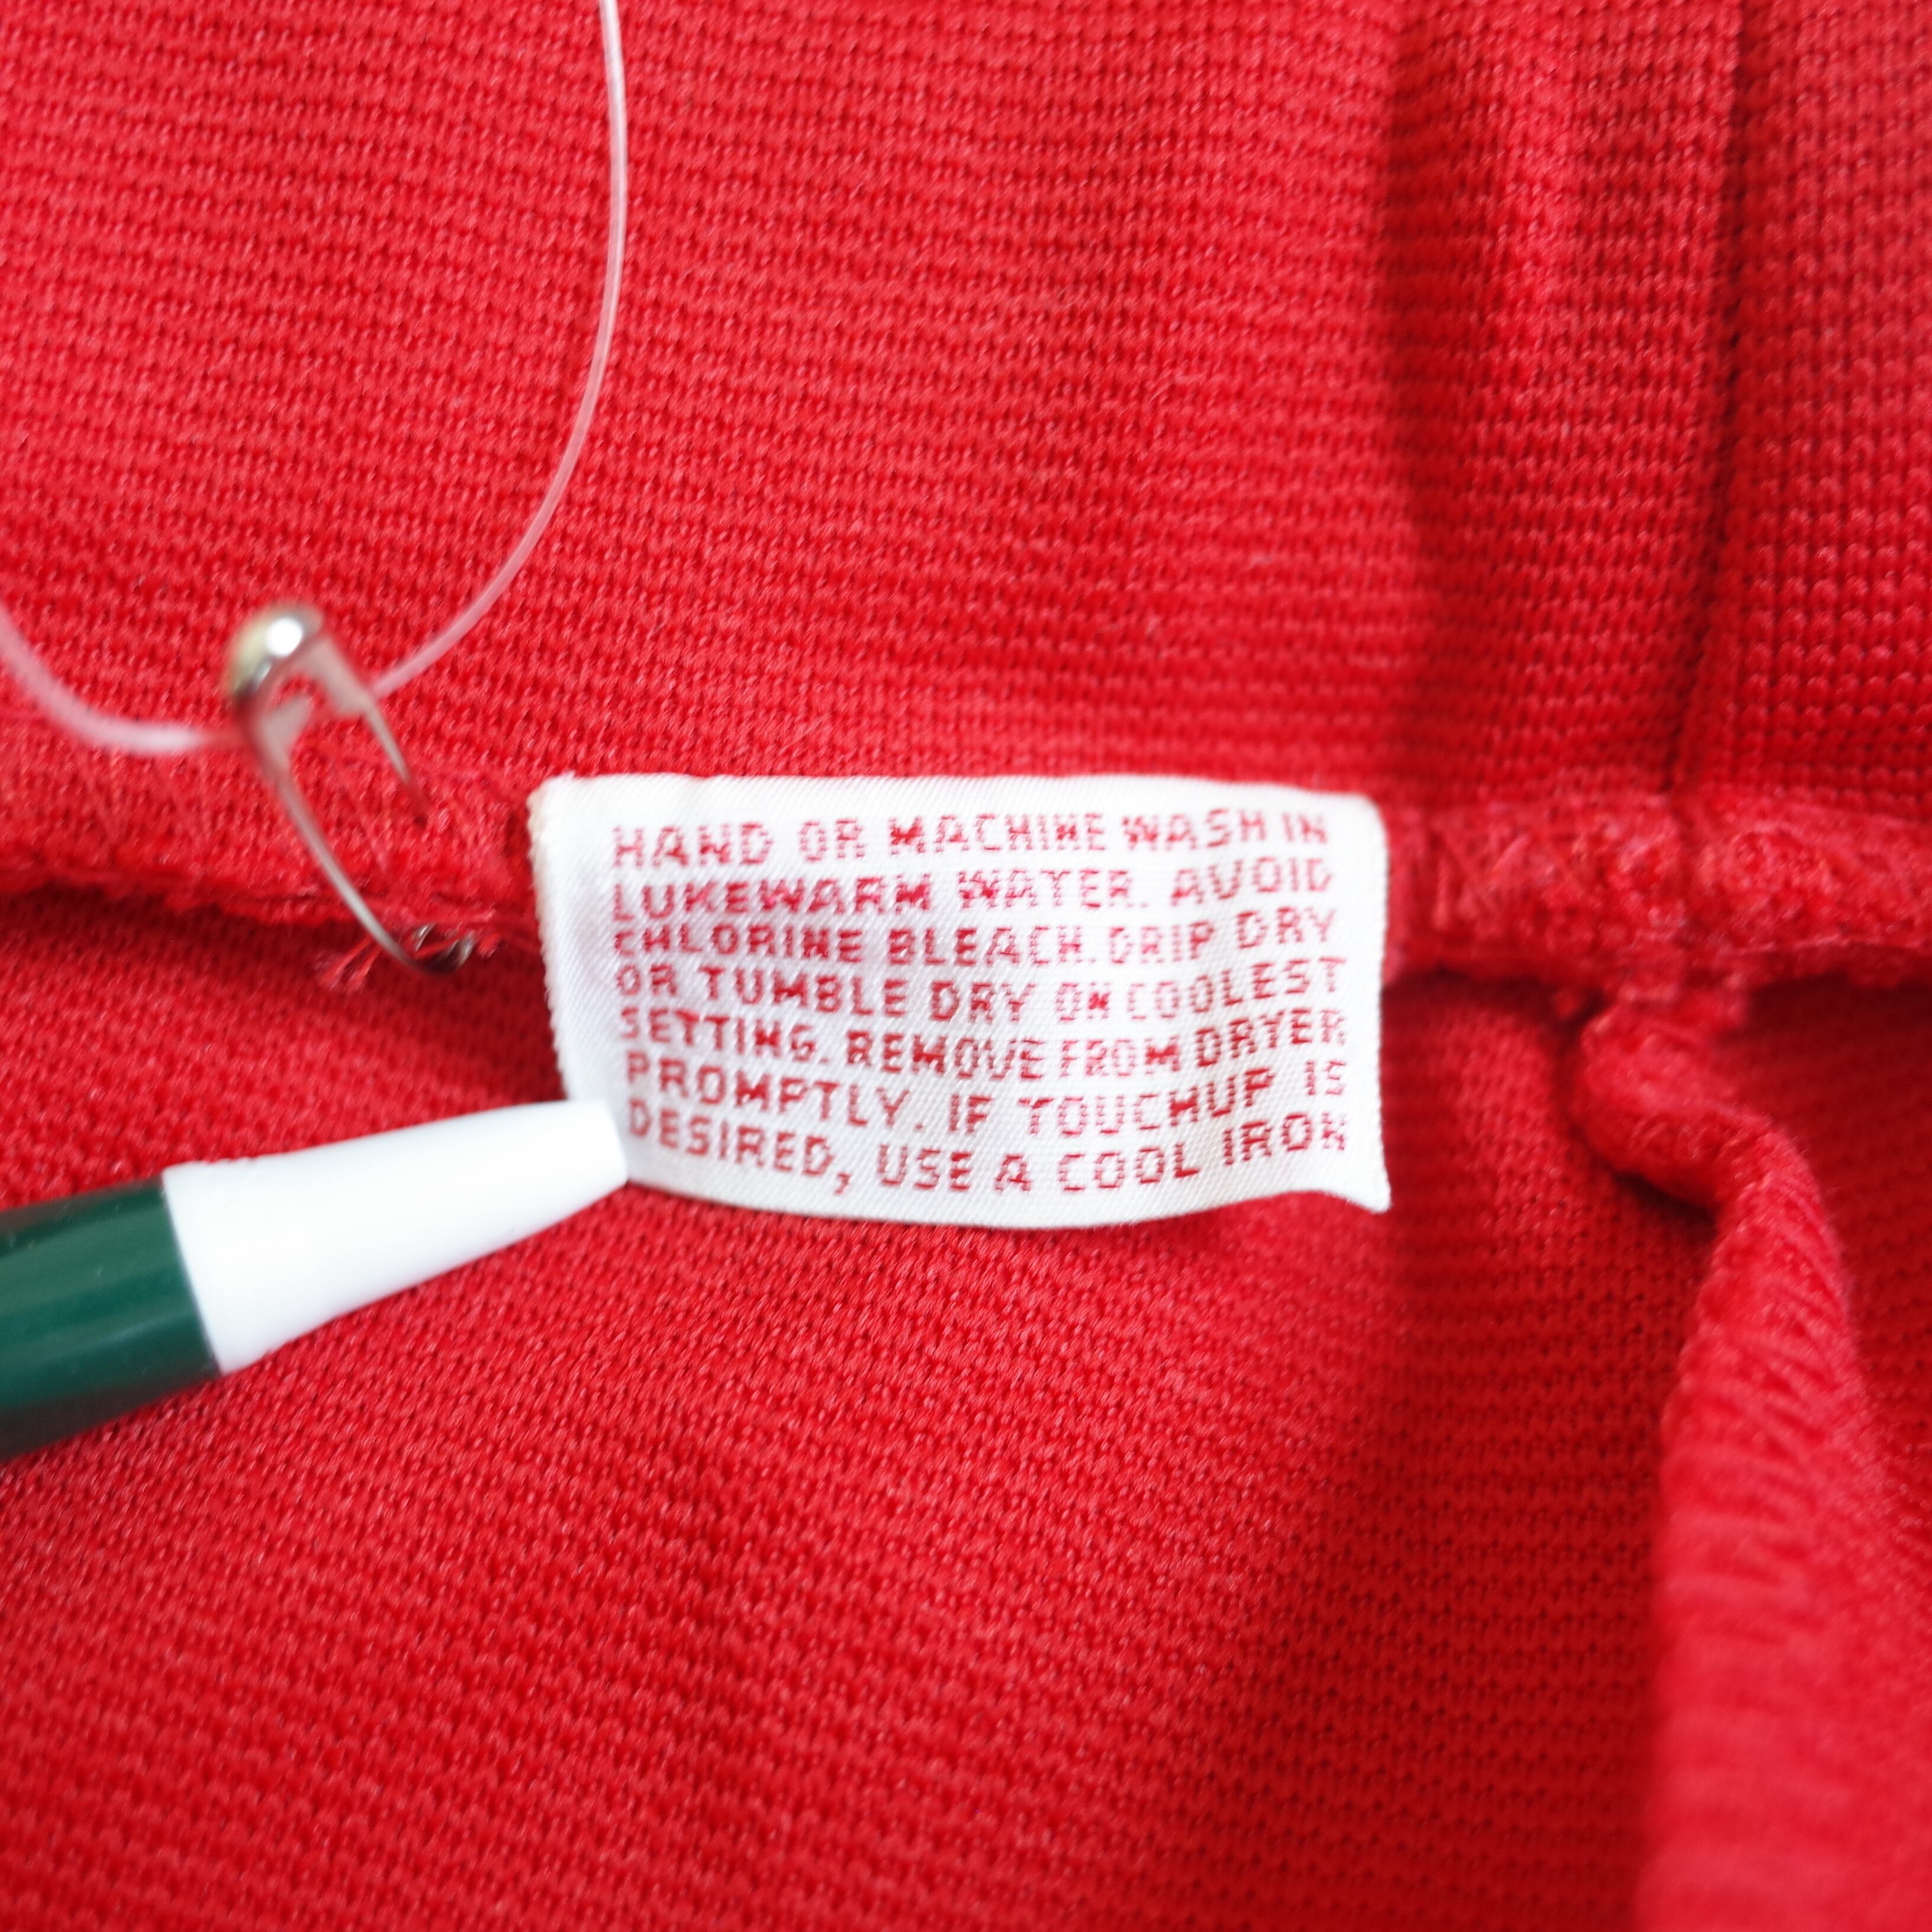 HAND OR MACHINE WASH IN
LUKEWARM WATER. AVOID
CHLORINE BLEACH. DRIP DRY
OR TUMBLE DRY ON COOLEST
SETTING. REMOVE FROM DRYER
PROMPTLY. IF TOUCHUP IS
DESIRED, USE A COOL IRON